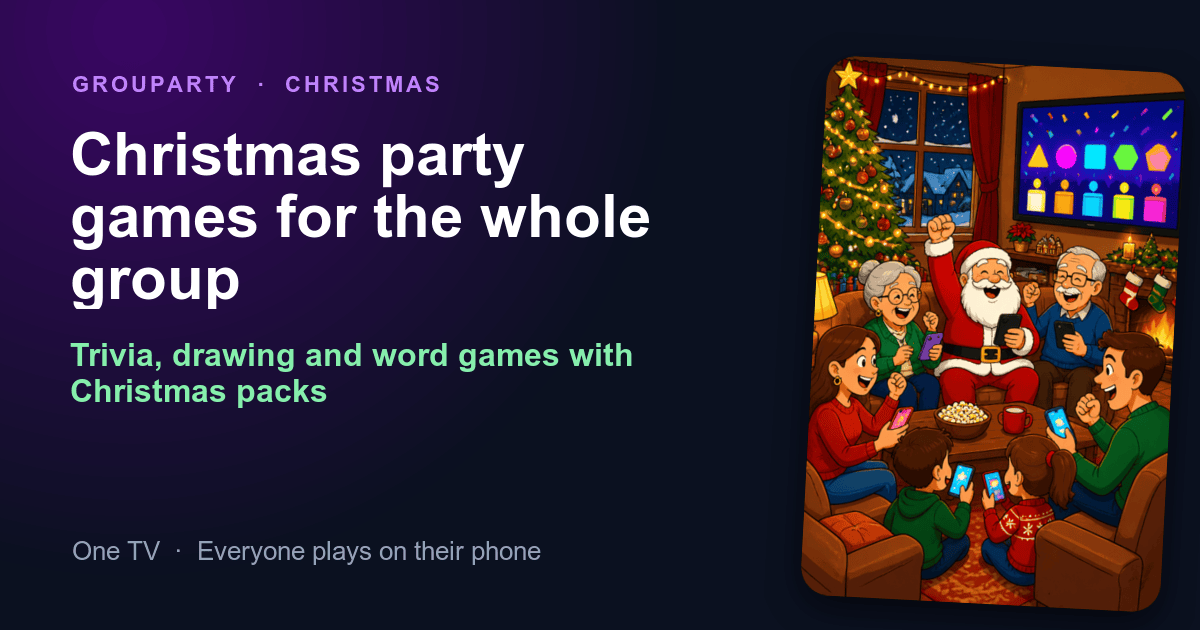 GROUPARTY · CHRISTMAS
Christmas party
games for the whole
group
Trivia, drawing and word games with
Christmas packs
One TV · Everyone plays on their phone